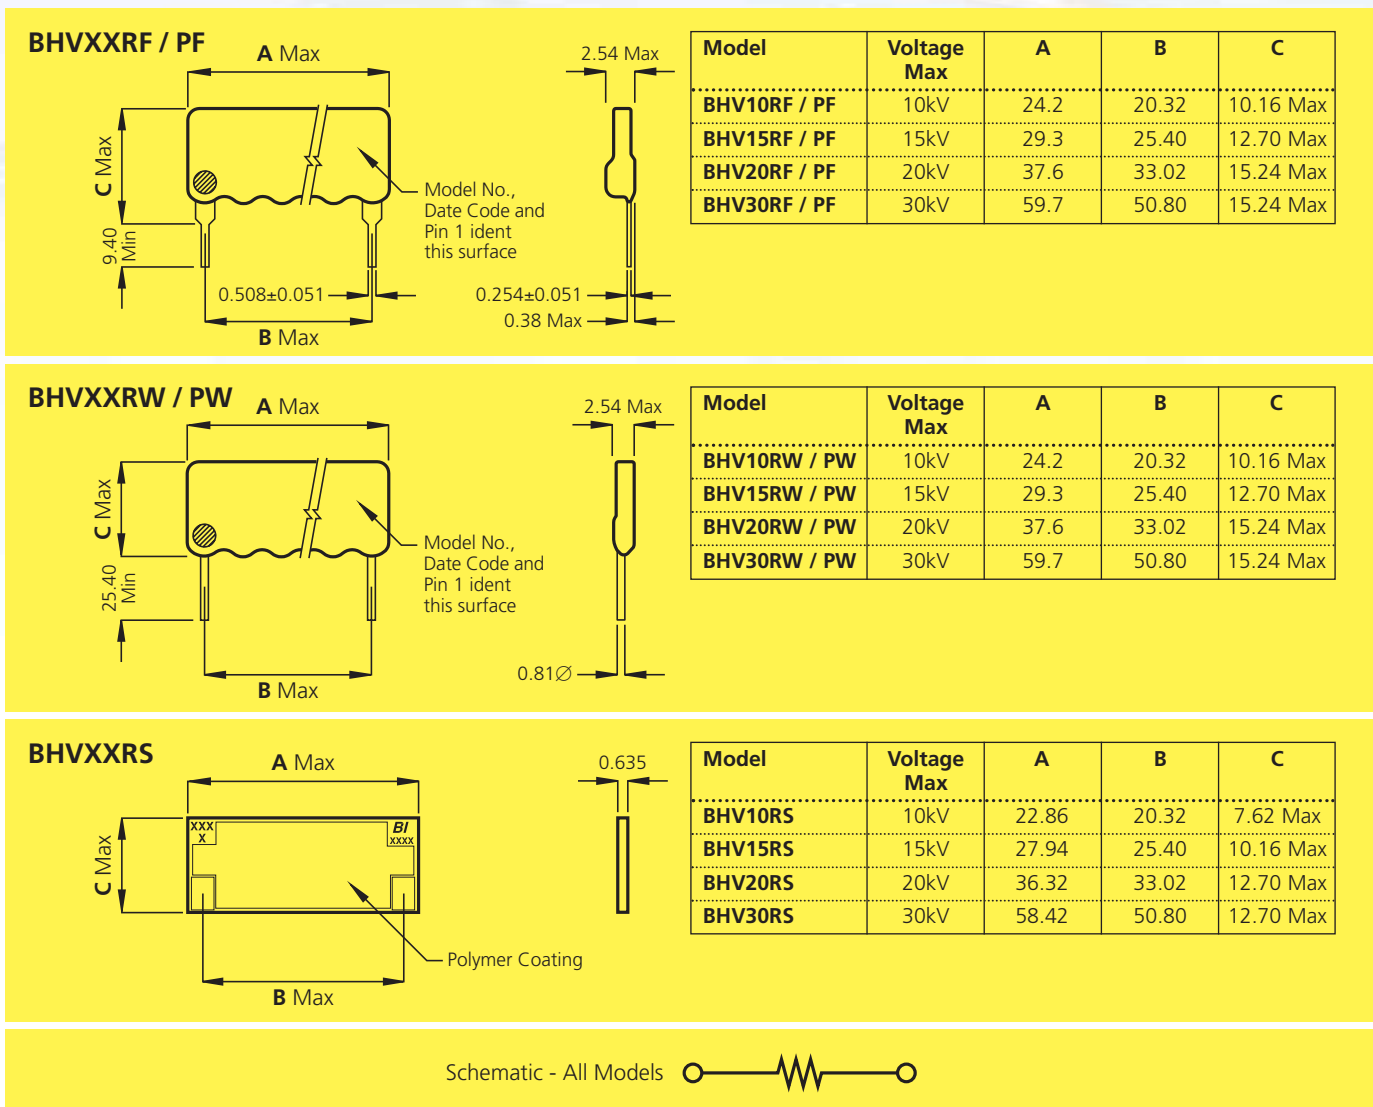 BHVXXRF / PF
A Max
2.54 Max
C Max
9.40
Min
Model No.,
Date Code and
Pin 1 ident
this surface
0.508±0.051
0.254±0.051
0.38 Max
B Max
Model Voltage Max A B C
BHV10RF / PF 10kV 24.2 20.32 10.16 Max
BHV15RF / PF 15kV 29.3 25.40 12.70 Max
BHV20RF / PF 20kV 37.6 33.02 15.24 Max
BHV30RF / PF 30kV 59.7 50.80 15.24 Max
BHVXXRW / PW
A Max
2.54 Max
C Max
25.40
Min
Model No.,
Date Code and
Pin 1 ident
this surface
0.81∅
B Max
Model Voltage Max A B C
BHV10RW / PW 10kV 24.2 20.32 10.16 Max
BHV15RW / PW 15kV 29.3 25.40 12.70 Max
BHV20RW / PW 20kV 37.6 33.02 15.24 Max
BHV30RW / PW 30kV 59.7 50.80 15.24 Max
BHVXXRS
A Max
0.635
XXX
X
BI
XXXX
C Max
Polymer Coating
B Max
Model Voltage Max A B C
BHV10RS 10kV 22.86 20.32 7.62 Max
BHV15RS 15kV 27.94 25.40 10.16 Max
BHV20RS 20kV 36.32 33.02 12.70 Max
BHV30RS 30kV 58.42 50.80 12.70 Max
Schematic - All Models